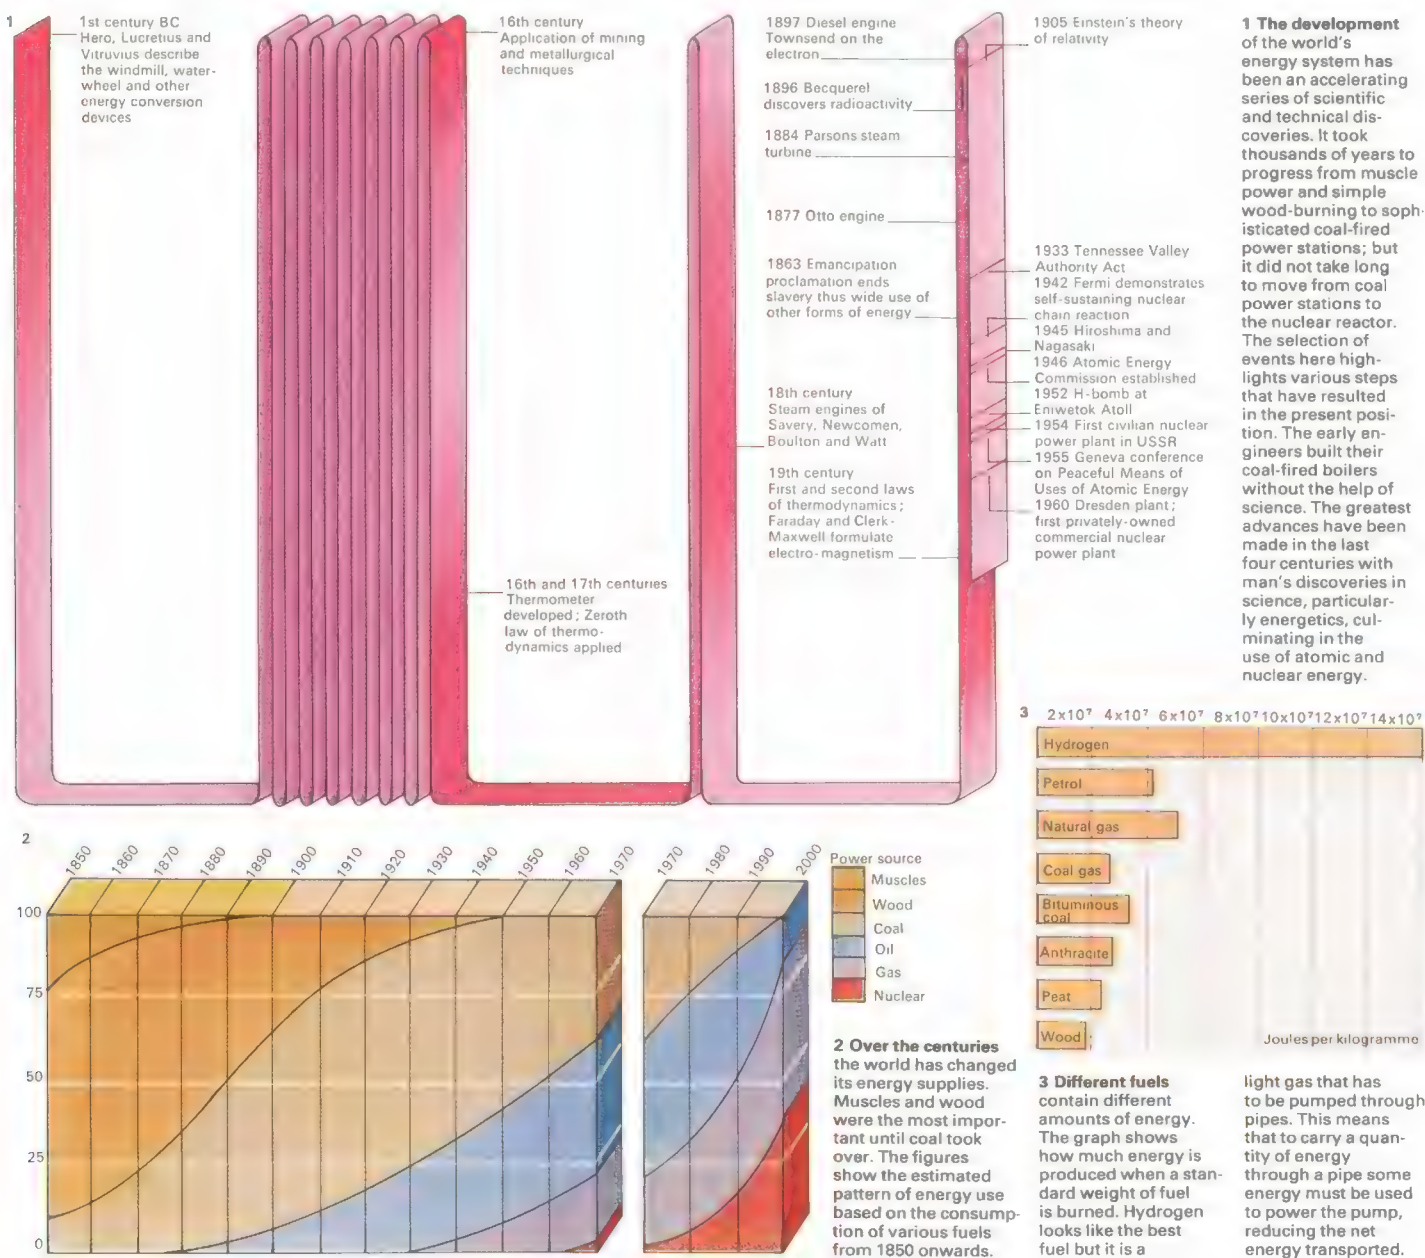 1
1st century BC
Hero, Lucretius and
Vitruvius describe
the windmill, water-
wheel and other
energy conversion
devices
16th century
Application of mining
and metallurgical
techniques
16th and 17th centuries
Thermometer
developed; Zeroth
law of thermo-
dynamics applied
1897 Diesel engine
Townsend on the
electron
1896 Becquerel
discovers radioactivity
1884 Parsons steam
turbine
1877 Otto engine
1863 Emancipation
proclamation ends
slavery thus wide use of
other forms of energy
18th century
Steam engines of
Savery, Newcomen,
Boulton and Watt
19th century
First and second laws
of thermodynamics;
Faraday and Clerk-
Maxwell formulate
electro-magnetism
1905 Einstein's theory
of relativity
1933 Tennessee Valley
Authority Act
1942 Fermi demonstrates
self-sustaining nuclear
chain reaction
1945 Hiroshima and
Nagasaki
1946 Atomic Energy
Commission established
1952 H-bomb at
Eniwetok Atoll
1954 First civilian nuclear
power plant in USSR
1955 Geneva conference
on Peaceful Means of
Uses of Atomic Energy
1960 Dresden plant;
first privately-owned
commercial nuclear
power plant
1 The development
of the world's
energy system has
been an accelerating
series of scientific
and technical dis-
coveries. It took
thousands of years to
progress from muscle
power and simple
wood-burning to soph-
isticated coal-fired
power stations; but
it did not take long
to move from coal
power stations to
the nuclear reactor.
The selection of
events here high-
lights various steps
that have resulted
in the present posi-
tion. The early en-
gineers built their
coal-fired boilers
without the help of
science. The greatest
advances have been
made in the last
four centuries with
man's discoveries in
science, particular-
ly energetics, cul-
minating in the
use of atomic and
nuclear energy.
2
1850 1860 1870 1880 1890 1900 1910 1920 1930 1940 1950 1960 1970
1970 1980 1990 2000
100
75
50
25
0
Power source
Muscles
Wood
Coal
Oil
Gas
Nuclear
2 Over the centuries
the world has changed
its energy supplies.
Muscles and wood
were the most impor-
tant until coal took
over. The figures
show the estimated
pattern of energy use
based on the consump-
tion of various fuels
from 1850 onwards.
3
2x10⁷ 4x10⁷ 6x10⁷ 8x10⁷ 10x10⁷ 12x10⁷ 14x10⁷
Hydrogen
Petrol
Natural gas
Coal gas
Bituminous
coal
Anthracite
Peat
Wood
Joules per kilogramme
3 Different fuels
contain different
amounts of energy.
The graph shows
how much energy is
produced when a stan-
dard weight of fuel
is burned. Hydrogen
looks like the best
fuel but it is a
light gas that has
to be pumped through
pipes. This means
that to carry a quan-
tity of energy
through a pipe some
energy must be used
to power the pump,
reducing the net
energy transported.